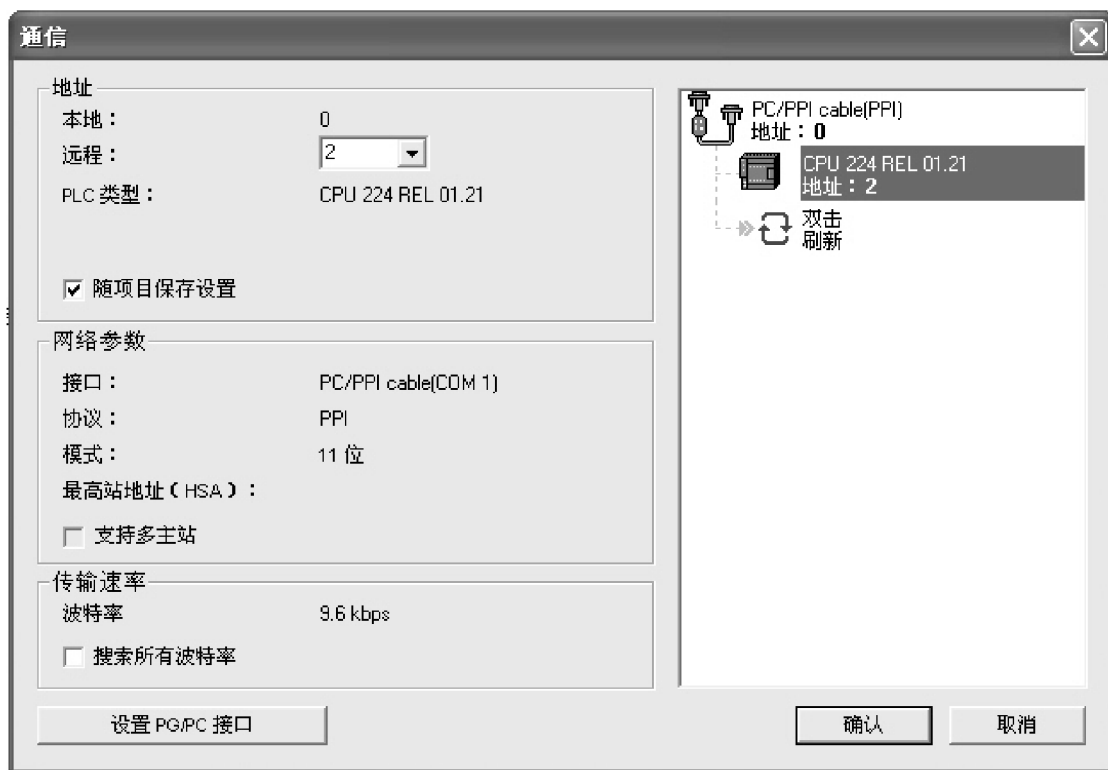 通信
地址
本地： 0
远程： 2
PLC 类型： CPU 224 REL 01.21
随项目保存设置
网络参数
接口： PC/PPI cable(COM 1)
协议： PPI
模式： 11 位
最高站地址（HSA）：
支持多主站
传输速率
波特率 9.6 kbps
搜索所有波特率
设置 PG/PC 接口
PC/PPI cable(PPI)
地址：0
CPU 224 REL 01.21
地址：2
双击
刷新
确认
取消